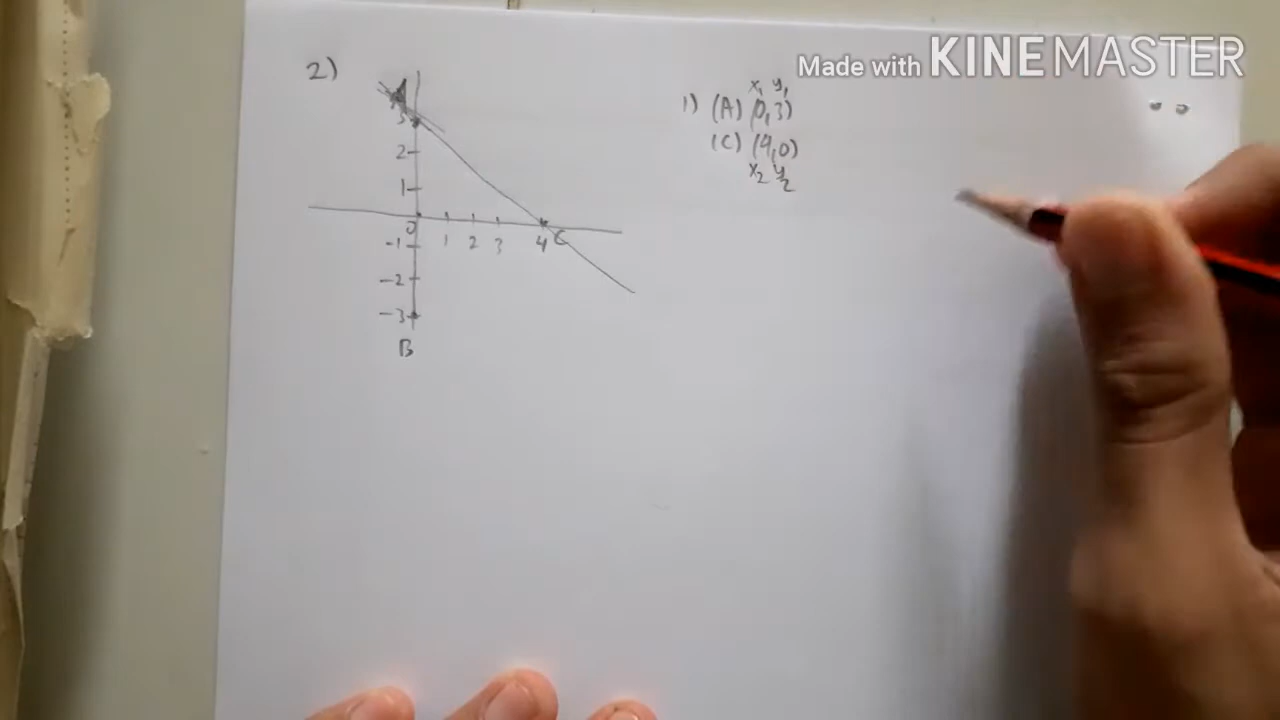 Made with KINEMASTER
2)
A
3
2
1
0 1 2 3 4 C
-1
-2
-3
B
x₁ y₁
1) (A) (0,3)
(C) (4,0)
x₂ y₂